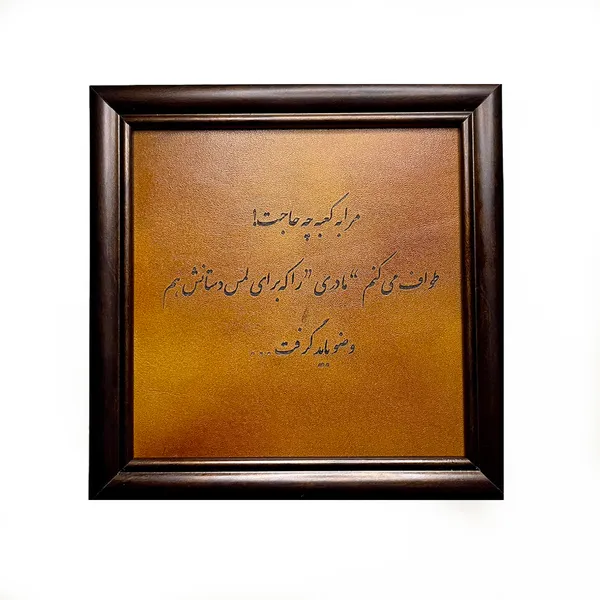 مرا به کعبه چه حاجت!
طواف می کنم “مادری” را که برای لمس دستانش هم
وضو باید گرفت ...